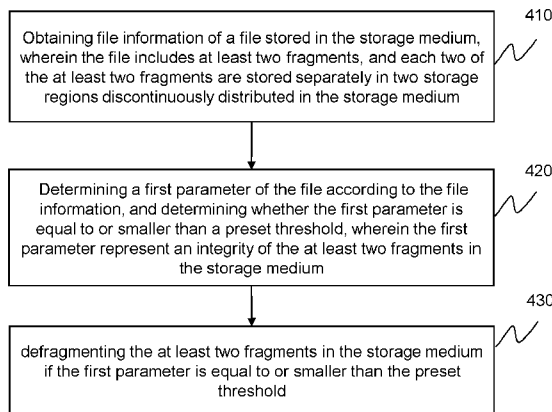 410
Obtaining file information of a file stored in the storage medium,
wherein the file includes at least two fragments, and each two of
the at least two fragments are stored separately in two storage
regions discontinuously distributed in the storage medium
420
Determining a first parameter of the file according to the file
information, and determining whether the first parameter is
equal to or smaller than a preset threshold, wherein the first
parameter represent an integrity of the at least two fragments in
the storage medium
430
defragmenting the at least two fragments in the storage medium
if the first parameter is equal to or smaller than the preset
threshold